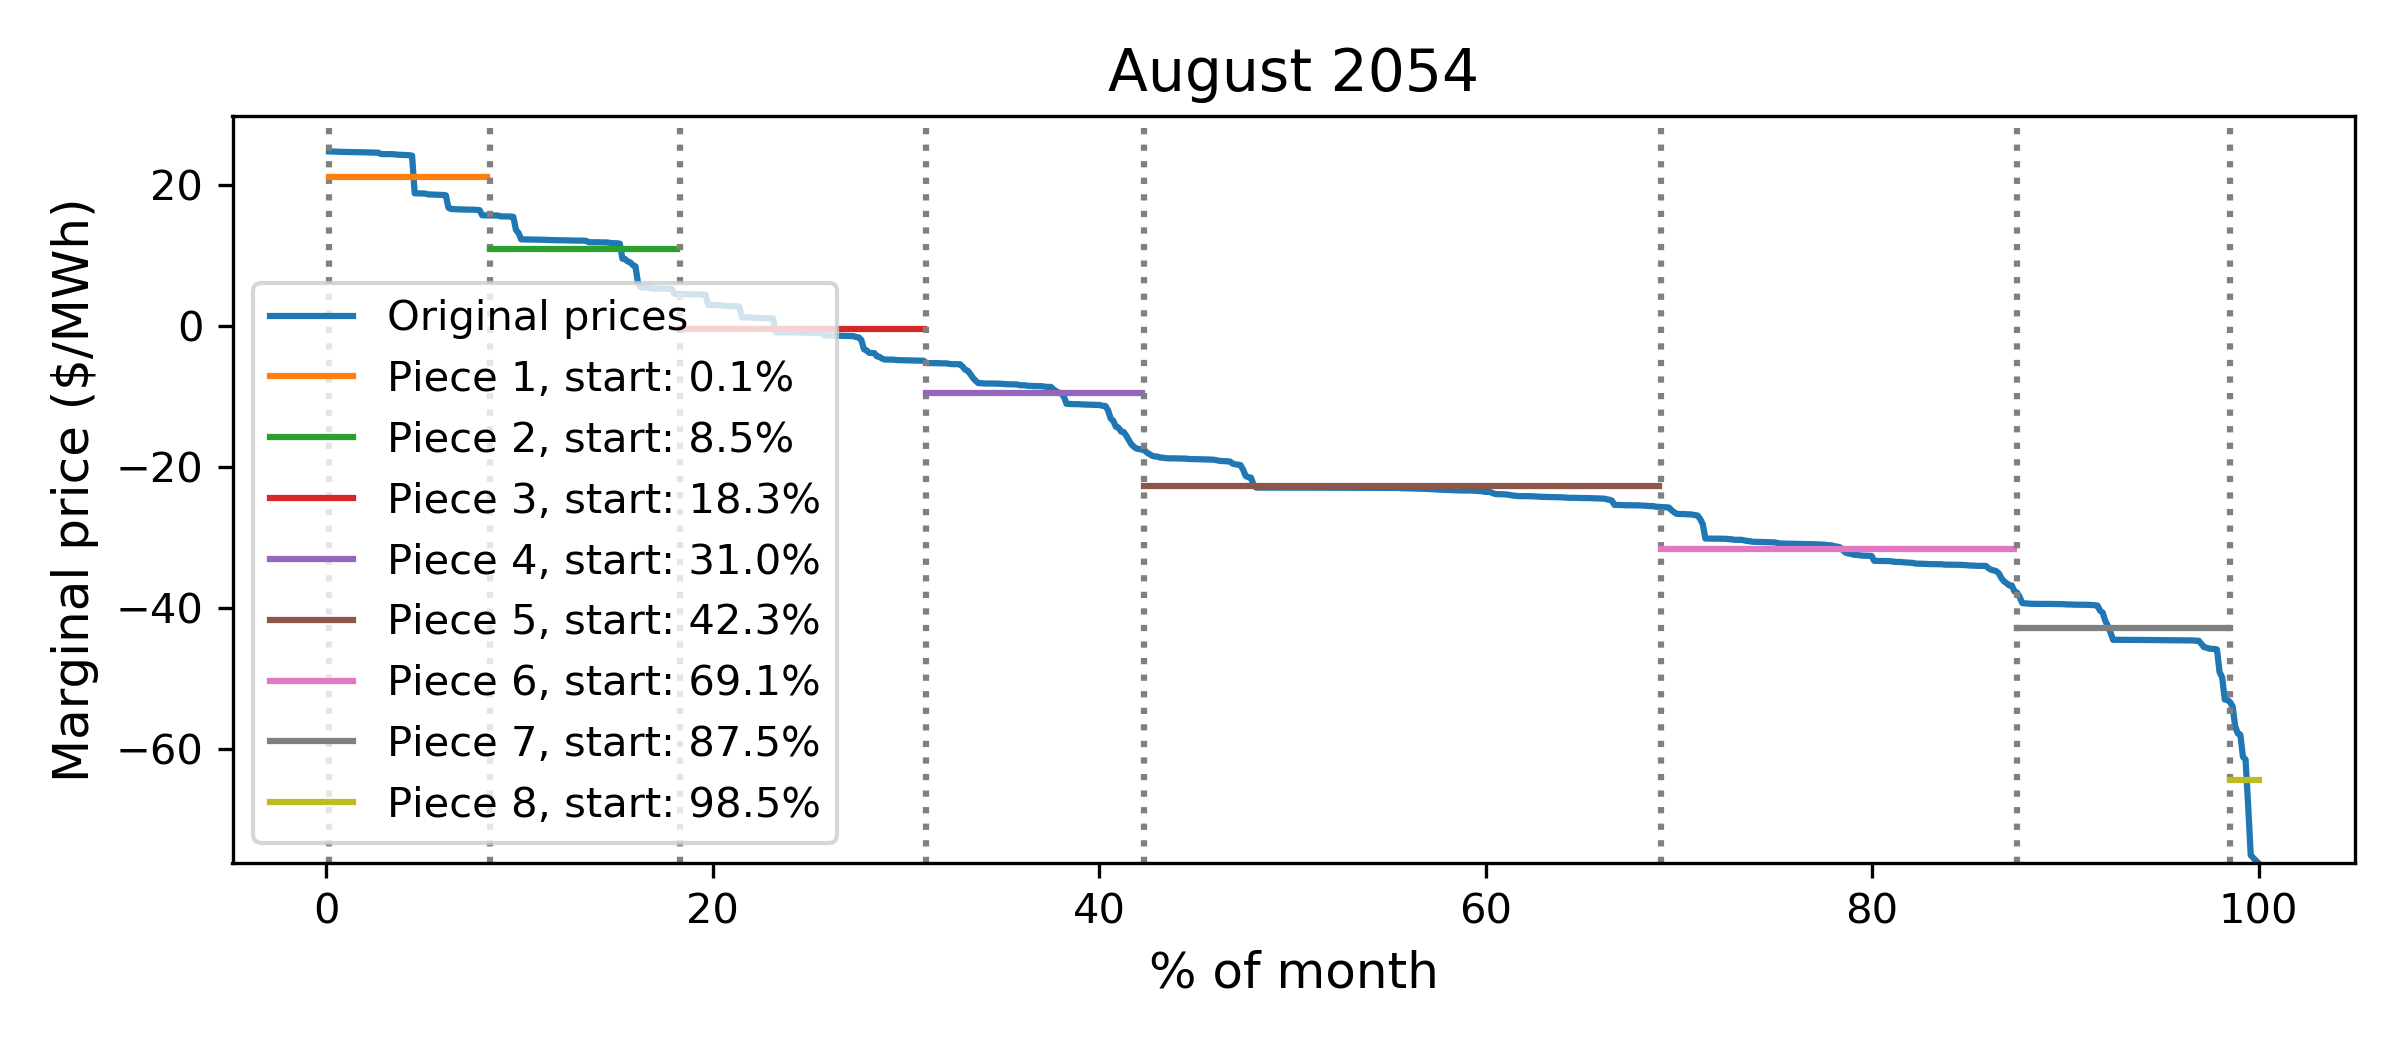 August 2054
Marginal price ($/MWh)
20
0
−20
−40
−60
Original prices
Piece 1, start: 0.1%
Piece 2, start: 8.5%
Piece 3, start: 18.3%
Piece 4, start: 31.0%
Piece 5, start: 42.3%
Piece 6, start: 69.1%
Piece 7, start: 87.5%
Piece 8, start: 98.5%
0 20 40 60 80 100
% of month